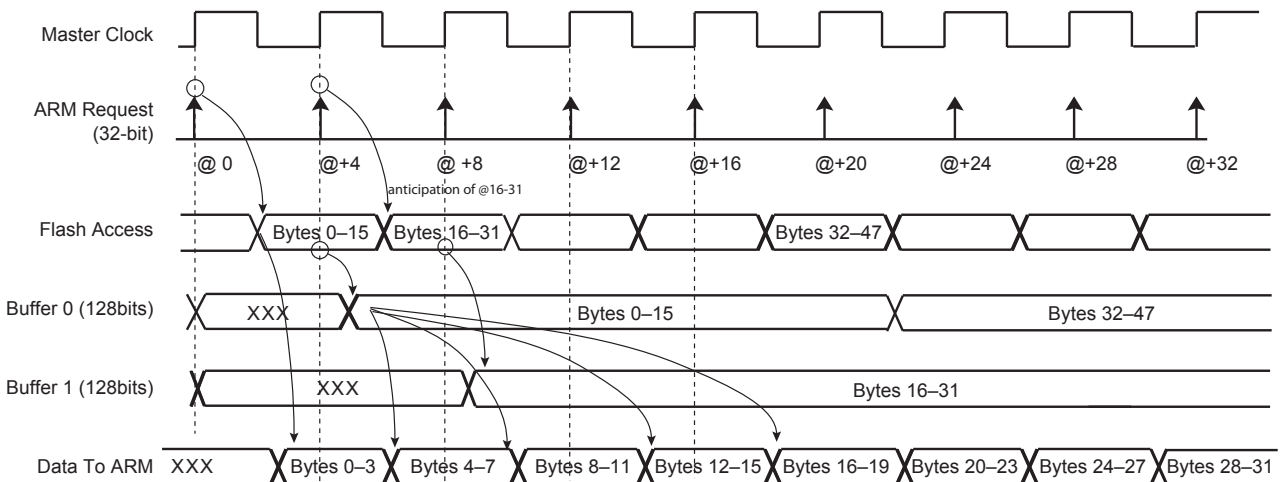 Master Clock
ARM Request
(32-bit)
@ 0 @+4 @ +8 @+12 @+16 @+20 @+24 @+28 @+32
anticipation of @16-31
Flash Access Bytes 0–15 Bytes 16–31 Bytes 32–47
Buffer 0 (128bits) XXX Bytes 0–15 Bytes 32–47
Buffer 1 (128bits) XXX Bytes 16–31
Data To ARM XXX Bytes 0–3 Bytes 4–7 Bytes 8–11 Bytes 12–15 Bytes 16–19 Bytes 20–23 Bytes 24–27 Bytes 28–31